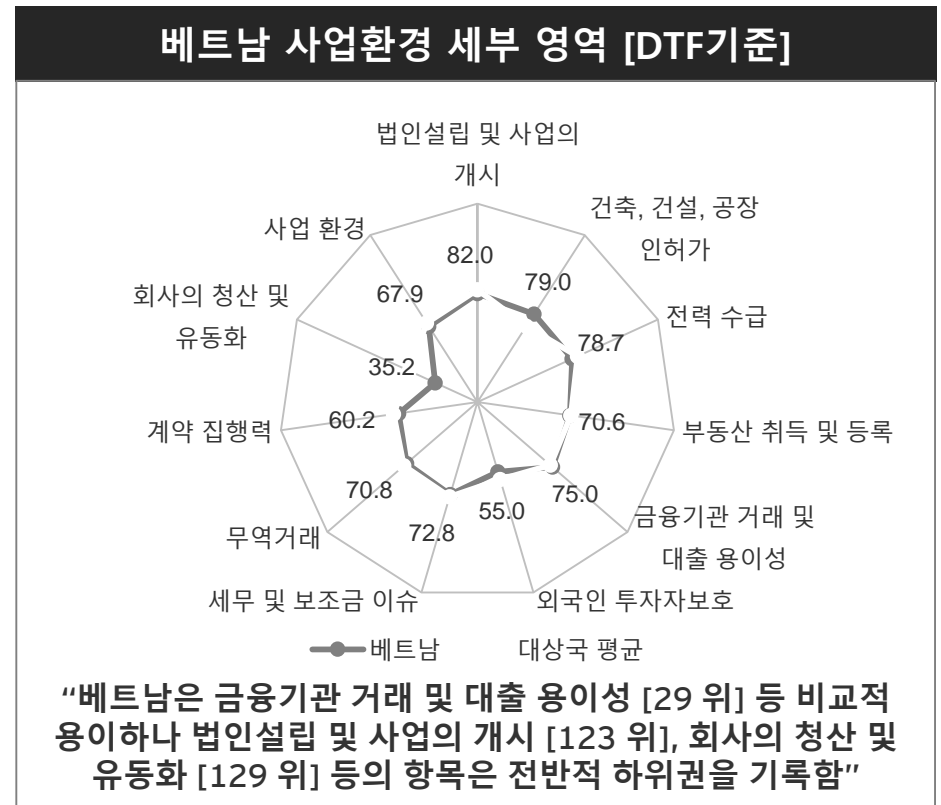 베트남 사업환경 세부 영역 [DTF기준]
법인설립 및 사업의
개시
건축, 건설, 공장
인허가
전력 수급
부동산 취득 및 등록
금융기관 거래 및
대출 용이성
외국인 투자자보호
세무 및 보조금 이슈
무역거래
계약 집행력
회사의 청산 및
유동화
사업 환경
82.0
79.0
78.7
70.6
75.0
55.0
72.8
70.8
60.2
35.2
67.9
베트남
대상국 평균
“베트남은 금융기관 거래 및 대출 용이성 [29 위] 등 비교적
용이하나 법인설립 및 사업의 개시 [123 위], 회사의 청산 및
유동화 [129 위] 등의 항목은 전반적 하위권을 기록함”